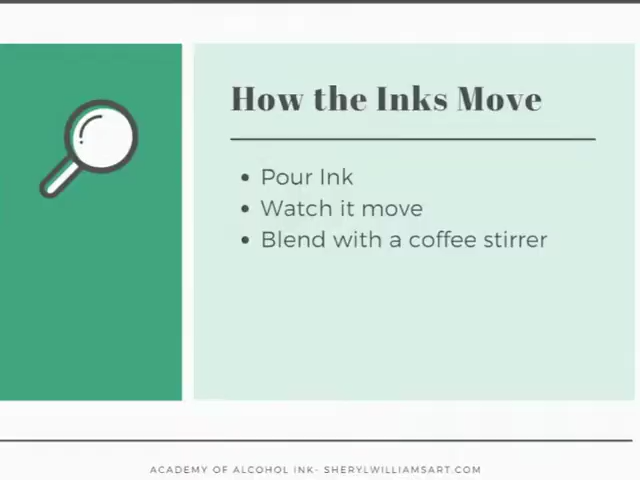 How the Inks Move
• Pour Ink
• Watch it move
• Blend with a coffee stirrer
ACADEMY OF ALCOHOL INK- SHERYLWILLIAMSART.COM